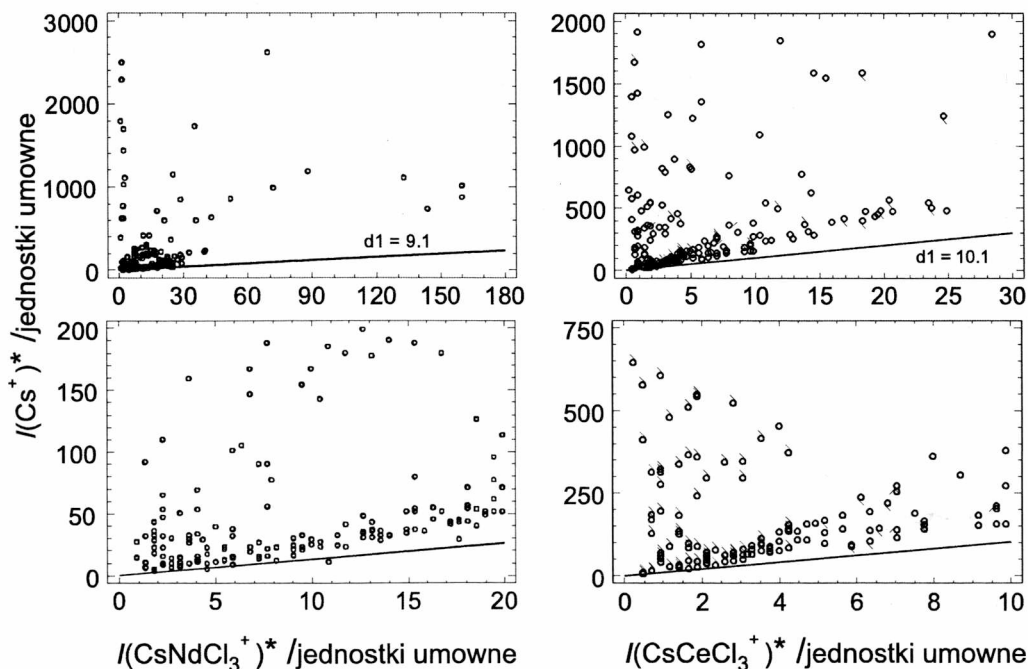 I(Cs⁺)* /jednostki umowne
3000
2000
1000
0
d1 = 9.1
0 30 60 90 120 150 180
2000
1500
1000
500
0
d1 = 10.1
0 5 10 15 20 25 30
200
150
100
50
0
0 5 10 15 20
I(CsNdCl₃⁺)* /jednostki umowne
750
500
250
0
0 2 4 6 8 10
I(CsCeCl₃⁺)* /jednostki umowne